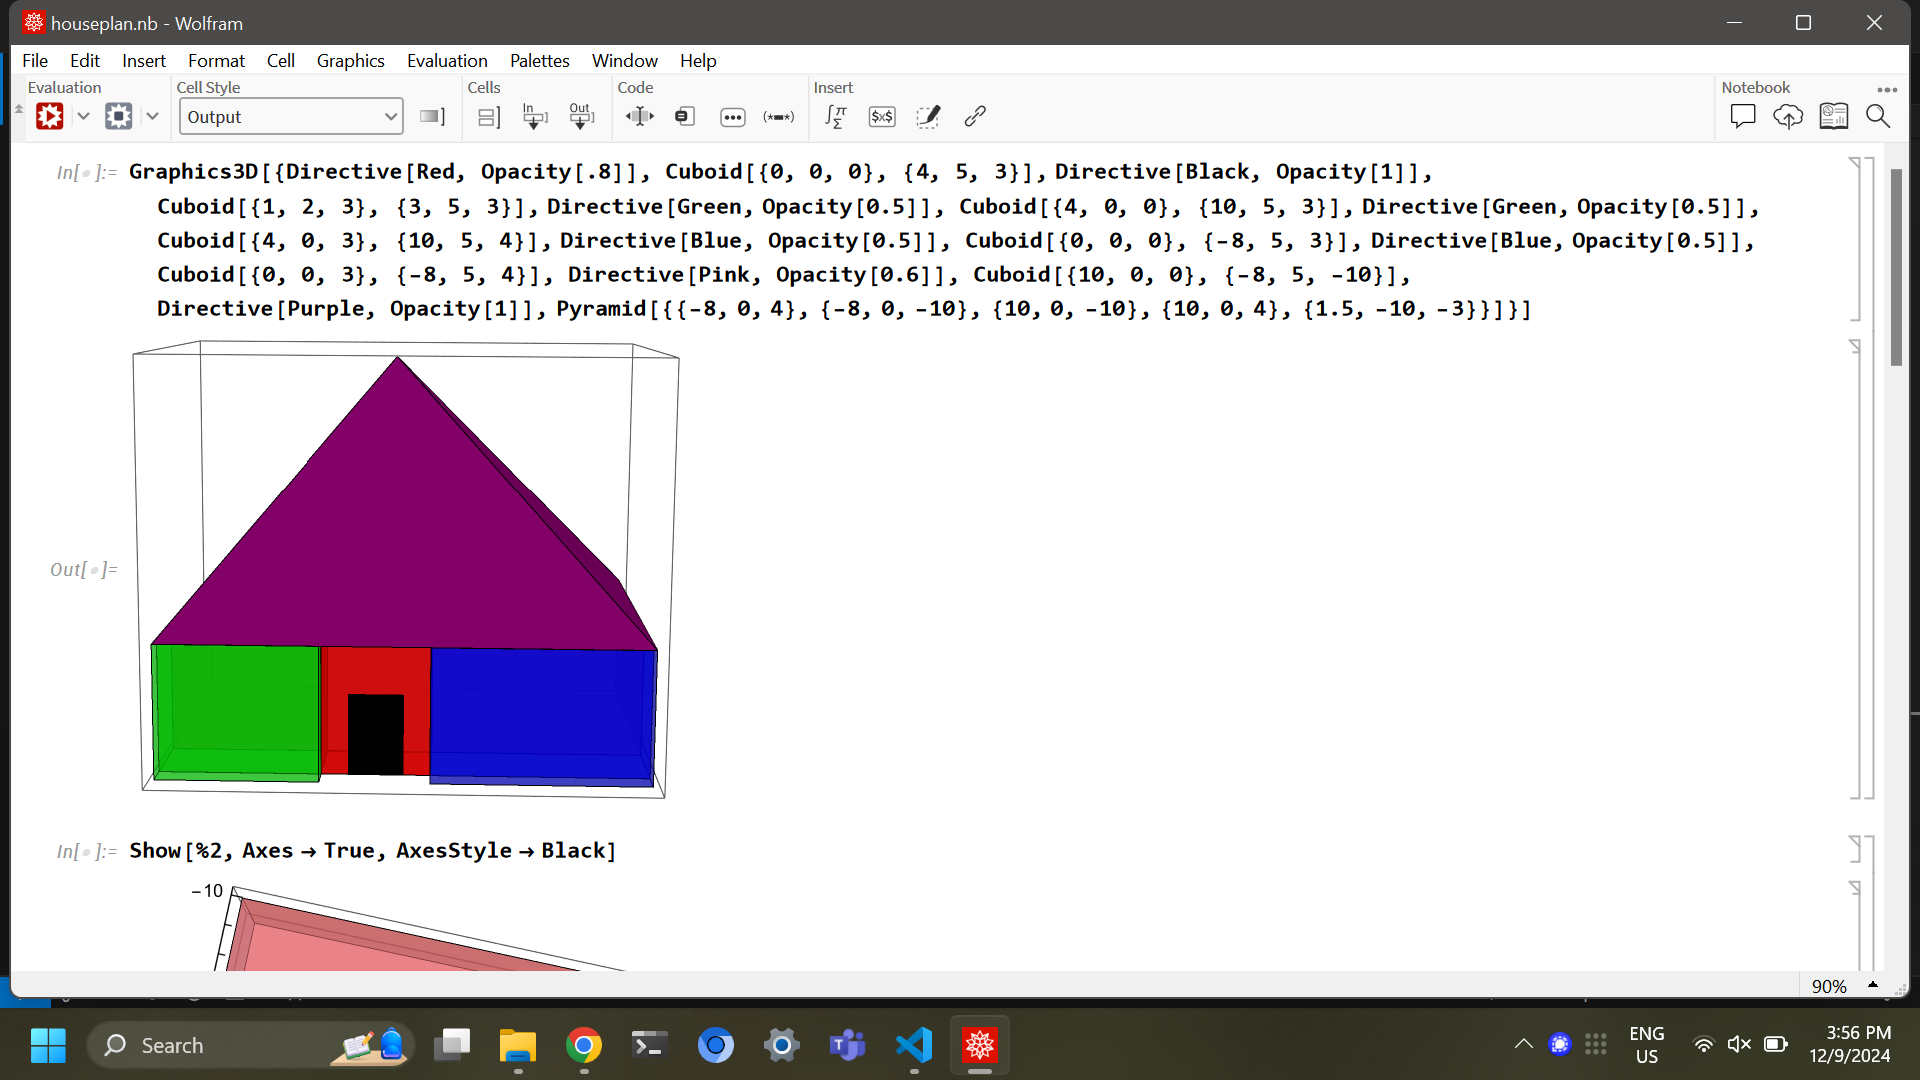 houseplan.nb - Wolfram
File Edit Insert Format Cell Graphics Evaluation Palettes Window Help
Evaluation Cell Style Cells Code Insert Notebook
Output In Out
In[ ]:= Graphics3D[{Directive[Red, Opacity[.8]], Cuboid[{0, 0, 0}, {4, 5, 3}], Directive[Black, Opacity[1]],
Cuboid[{1, 2, 3}, {3, 5, 3}], Directive[Green, Opacity[0.5]], Cuboid[{4, 0, 0}, {10, 5, 3}], Directive[Green, Opacity[0.5]],
Cuboid[{4, 0, 3}, {10, 5, 4}], Directive[Blue, Opacity[0.5]], Cuboid[{0, 0, 0}, {-8, 5, 3}], Directive[Blue, Opacity[0.5]],
Cuboid[{0, 0, 3}, {-8, 5, 4}], Directive[Pink, Opacity[0.6]], Cuboid[{10, 0, 0}, {-8, 5, -10}],
Directive[Purple, Opacity[1]], Pyramid[{{-8, 0, 4}, {-8, 0, -10}, {10, 0, -10}, {10, 0, 4}, {1.5, -10, -3}}]}]
Out[ ]=
In[ ]:= Show[%2, Axes → True, AxesStyle → Black]
-10
90%
Search
ENG
US
3:56 PM
12/9/2024